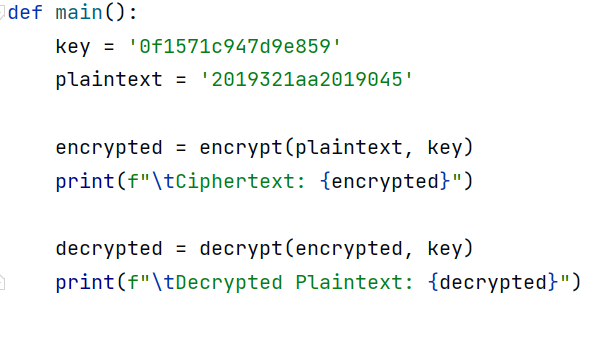 def main():
    key = '0f1571c947d9e859'
    plaintext = '2019321aa2019045'
    encrypted = encrypt(plaintext, key)
    print(f"\tCiphertext: {encrypted}")
    decrypted = decrypt(encrypted, key)
    print(f"\tDecrypted Plaintext: {decrypted}")